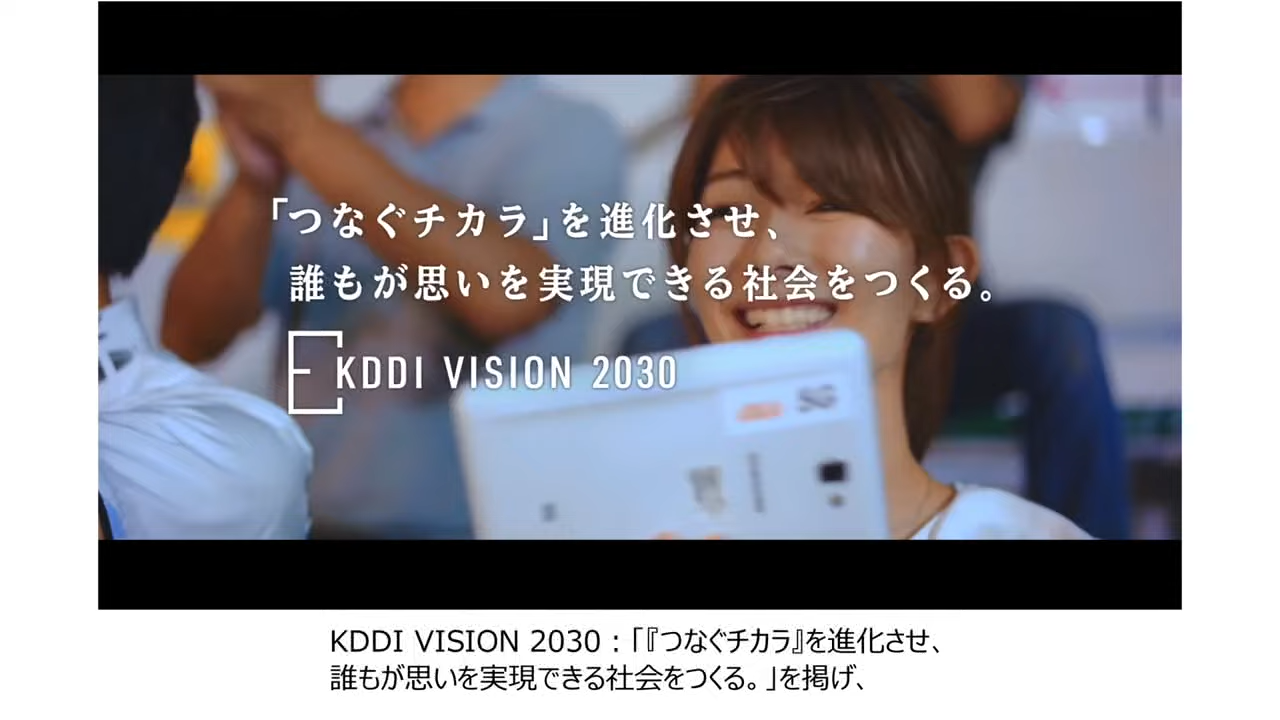 「つなぐチカラ」を進化させ、
誰もが思いを実現できる社会をつくる。
KDDI VISION 2030
5G
KDDI VISION 2030：「『つなぐチカラ』を進化させ、
誰もが思いを実現できる社会をつくる。」を掲げ、